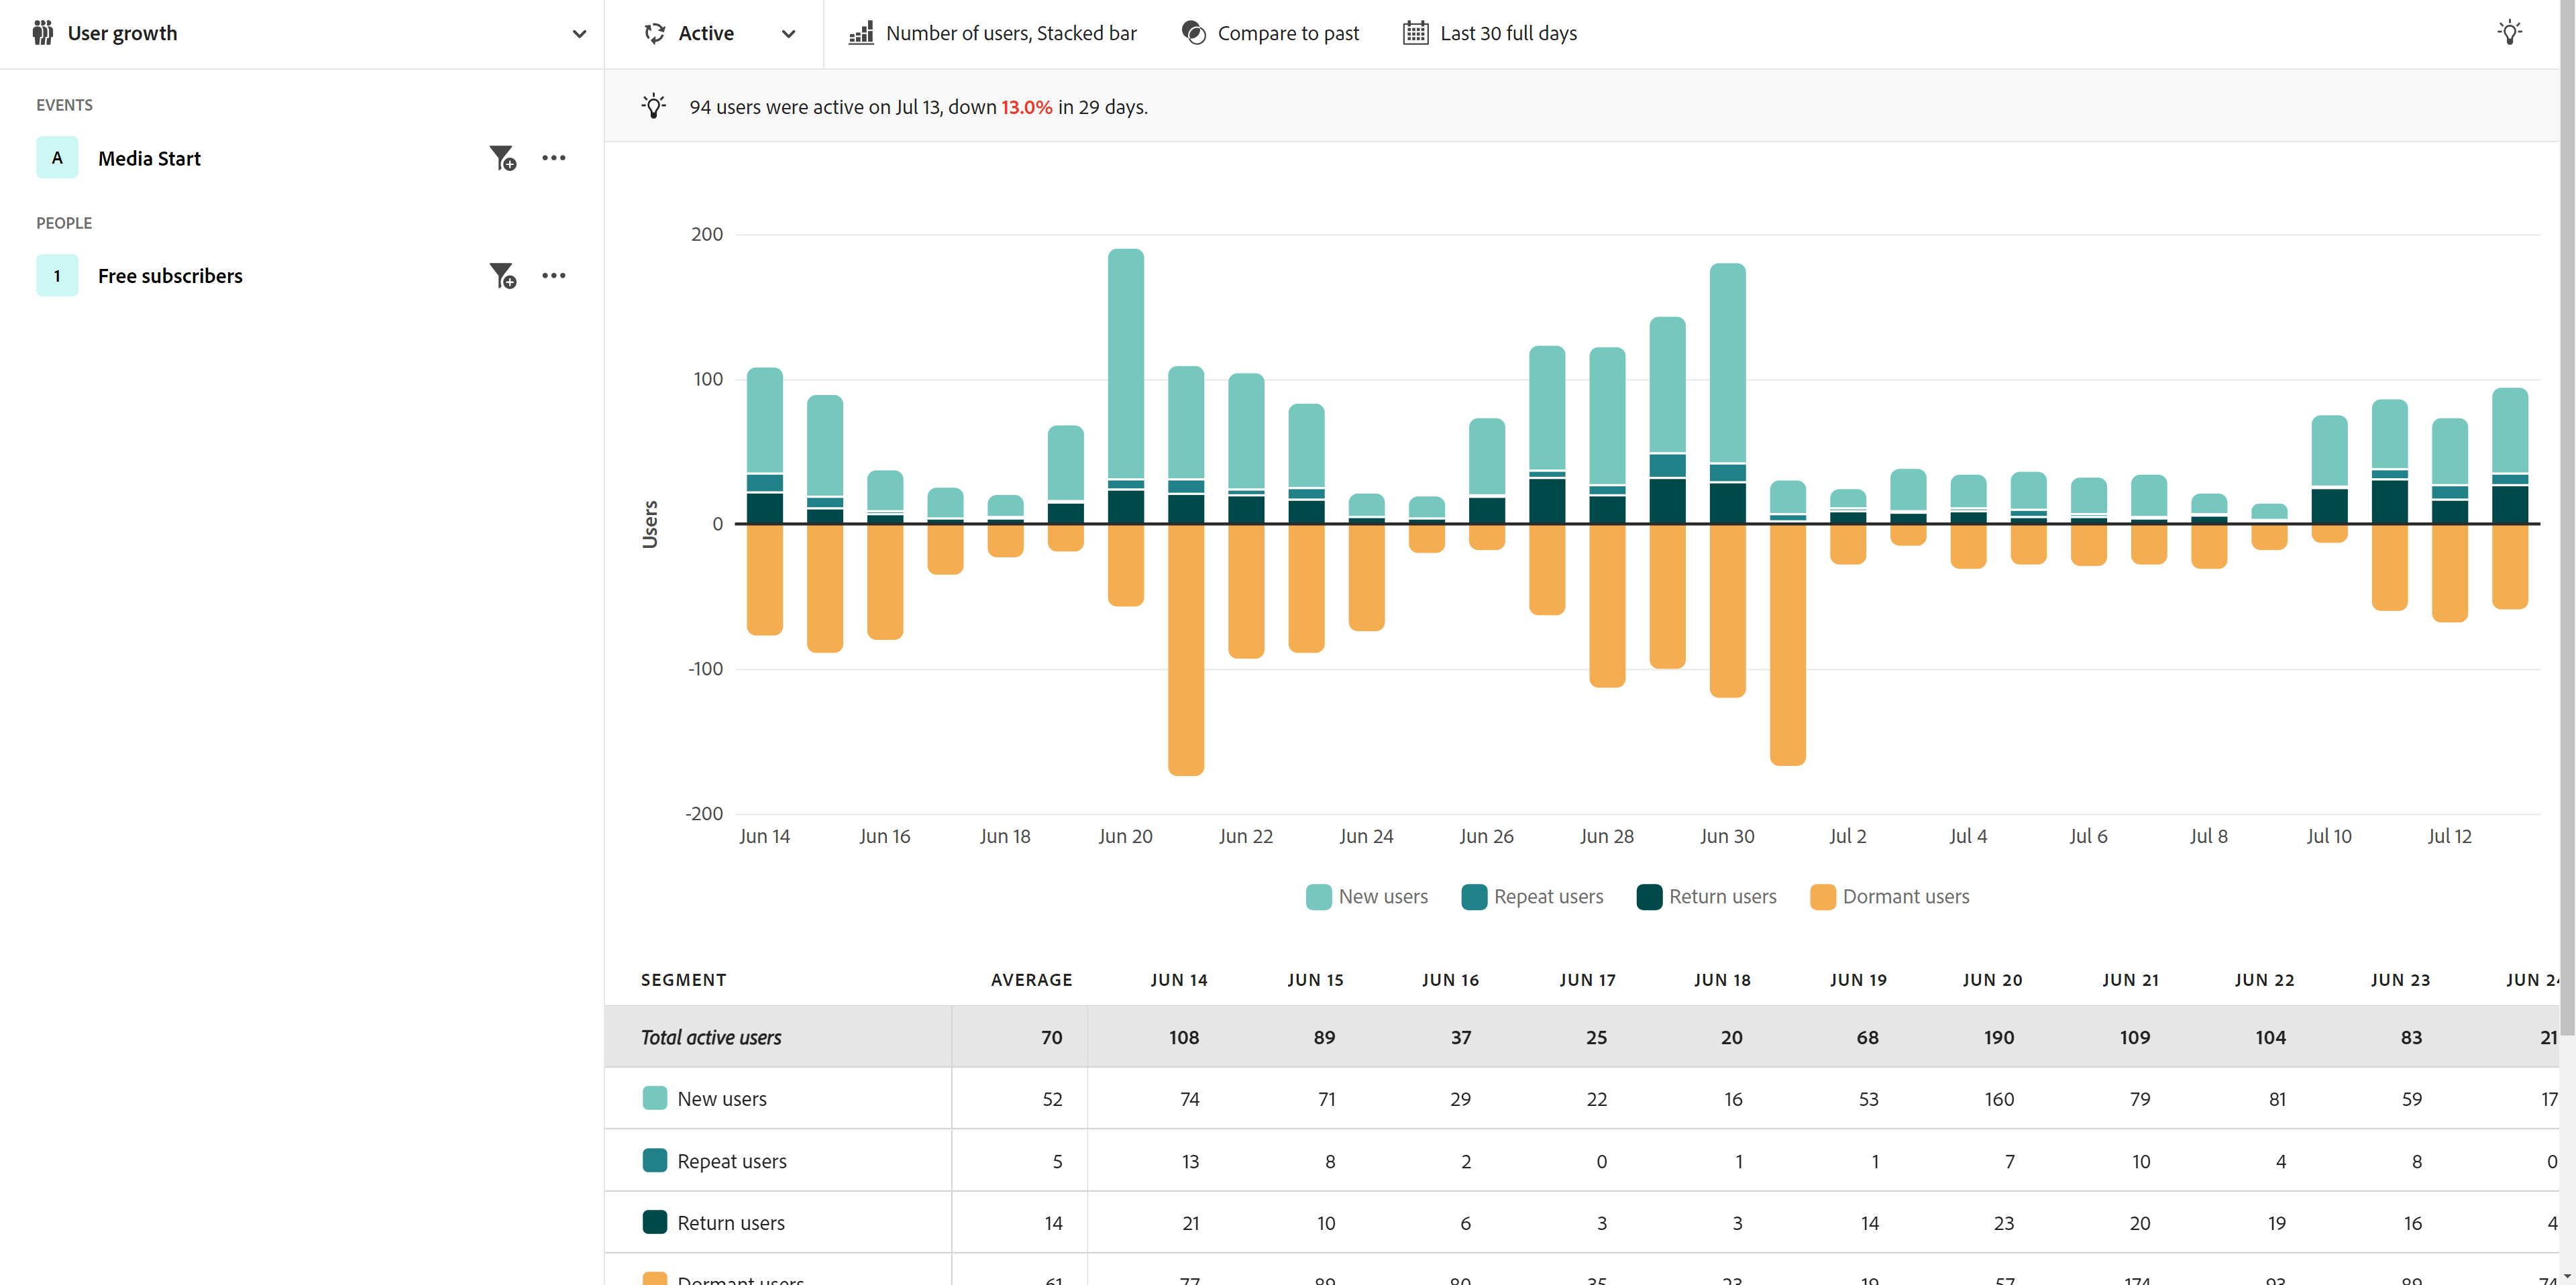 User growth
Active
Number of users, Stacked bar
Compare to past
Last 30 full days
EVENTS
A Media Start
PEOPLE
1 Free subscribers
94 users were active on Jul 13, down 13.0% in 29 days.
Users
200
100
0
-100
-200
Jun 14 Jun 16 Jun 18 Jun 20 Jun 22 Jun 24 Jun 26 Jun 28 Jun 30 Jul 2 Jul 4 Jul 6 Jul 8 Jul 10 Jul 12
New users Repeat users Return users Dormant users
SEGMENT AVERAGE JUN 14 JUN 15 JUN 16 JUN 17 JUN 18 JUN 19 JUN 20 JUN 21 JUN 22 JUN 23 JUN 24
Total active users 70 108 89 37 25 20 68 190 109 104 83 21
New users 52 74 71 29 22 16 53 160 79 81 59 17
Repeat users 5 13 8 2 0 1 1 7 10 4 8 0
Return users 14 21 10 6 3 3 14 23 20 19 16 4
Dormant users 61 77 89 80 35 23 19 57 174 93 89 74